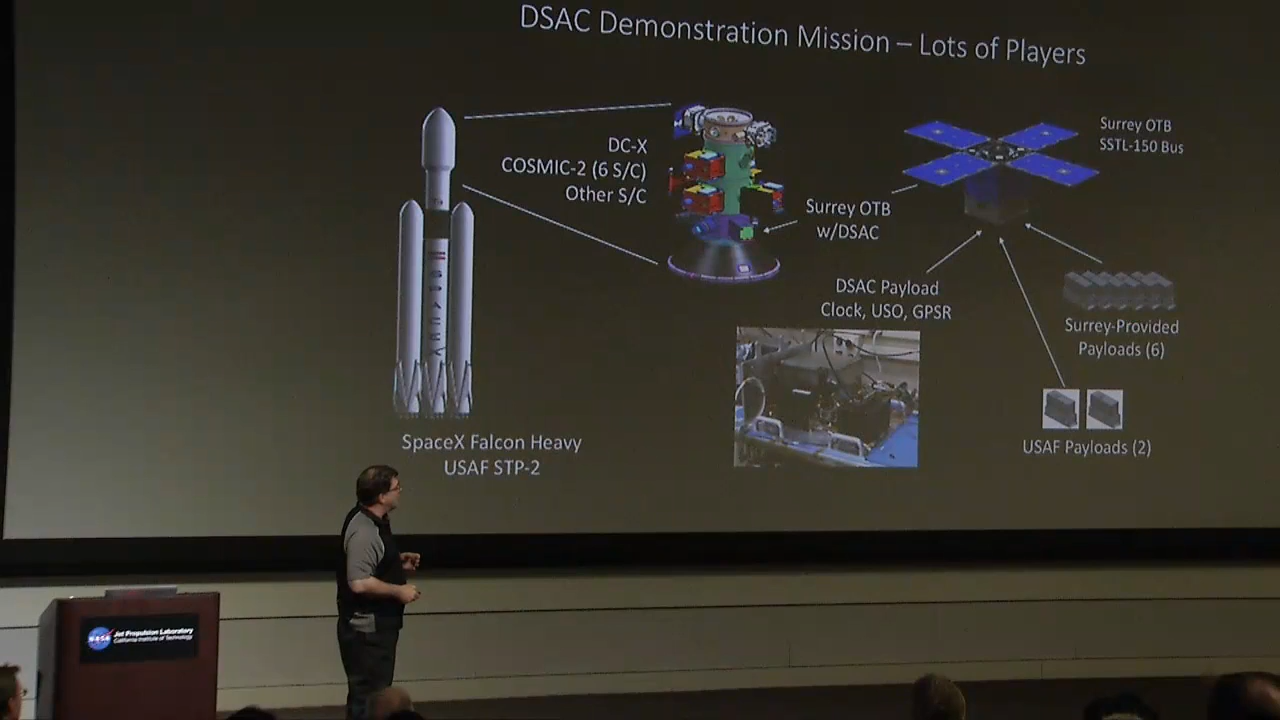 DSAC Demonstration Mission – Lots of Players
DC-X
COSMIC-2 (6 S/C)
Other S/C
Surrey OTB
SSTL-150 Bus
Surrey OTB
w/DSAC
DSAC Payload
Clock, USO, GPSR
Surrey-Provided
Payloads (6)
USAF Payloads (2)
SPACEX
SpaceX Falcon Heavy
USAF STP-2
NASA
Jet Propulsion Laboratory
California Institute of Technology